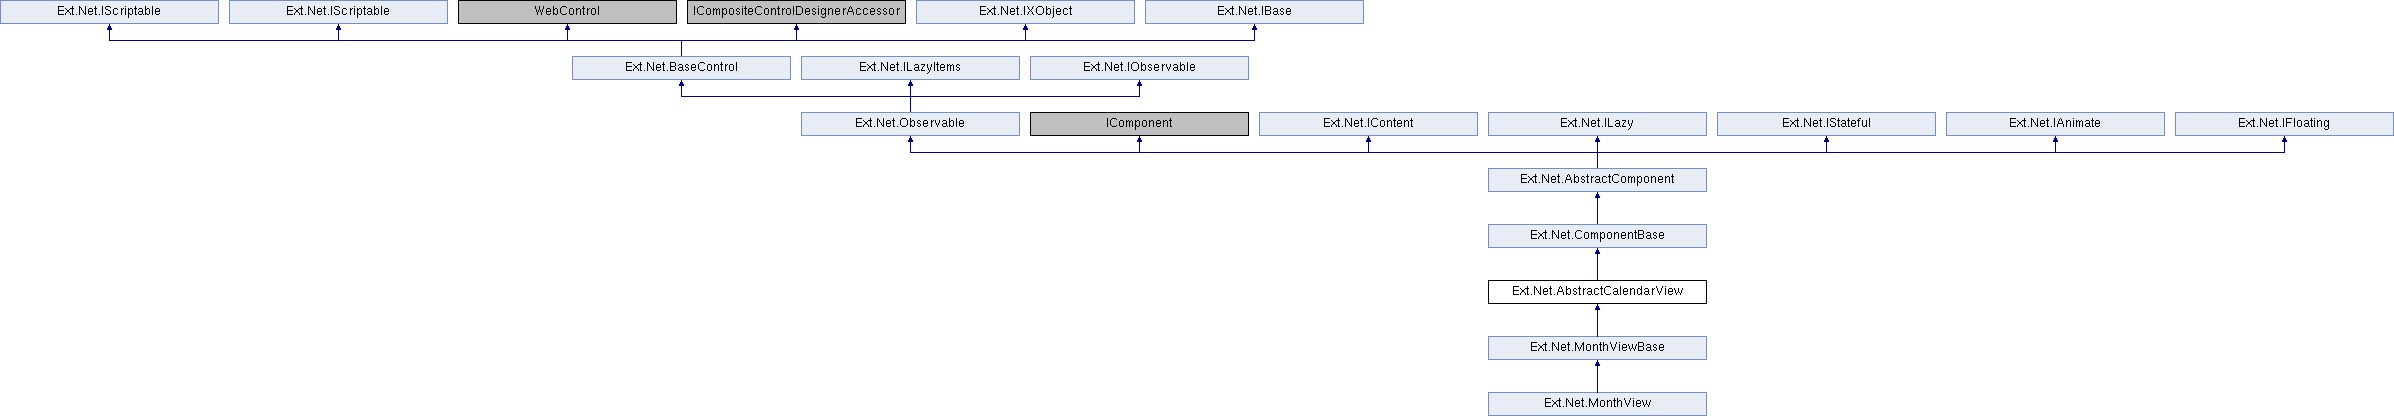 Ext.Net.IScriptable
Ext.Net.IScriptable
WebControl
ICompositeControlDesignerAccessor
Ext.Net.IXObject
Ext.Net.IBase
Ext.Net.BaseControl
Ext.Net.ILazyItems
Ext.Net.IObservable
Ext.Net.Observable
IComponent
Ext.Net.IContent
Ext.Net.ILazy
Ext.Net.IStateful
Ext.Net.IAnimate
Ext.Net.IFloating
Ext.Net.AbstractComponent
Ext.Net.ComponentBase
Ext.Net.AbstractCalendarView
Ext.Net.MonthViewBase
Ext.Net.MonthView